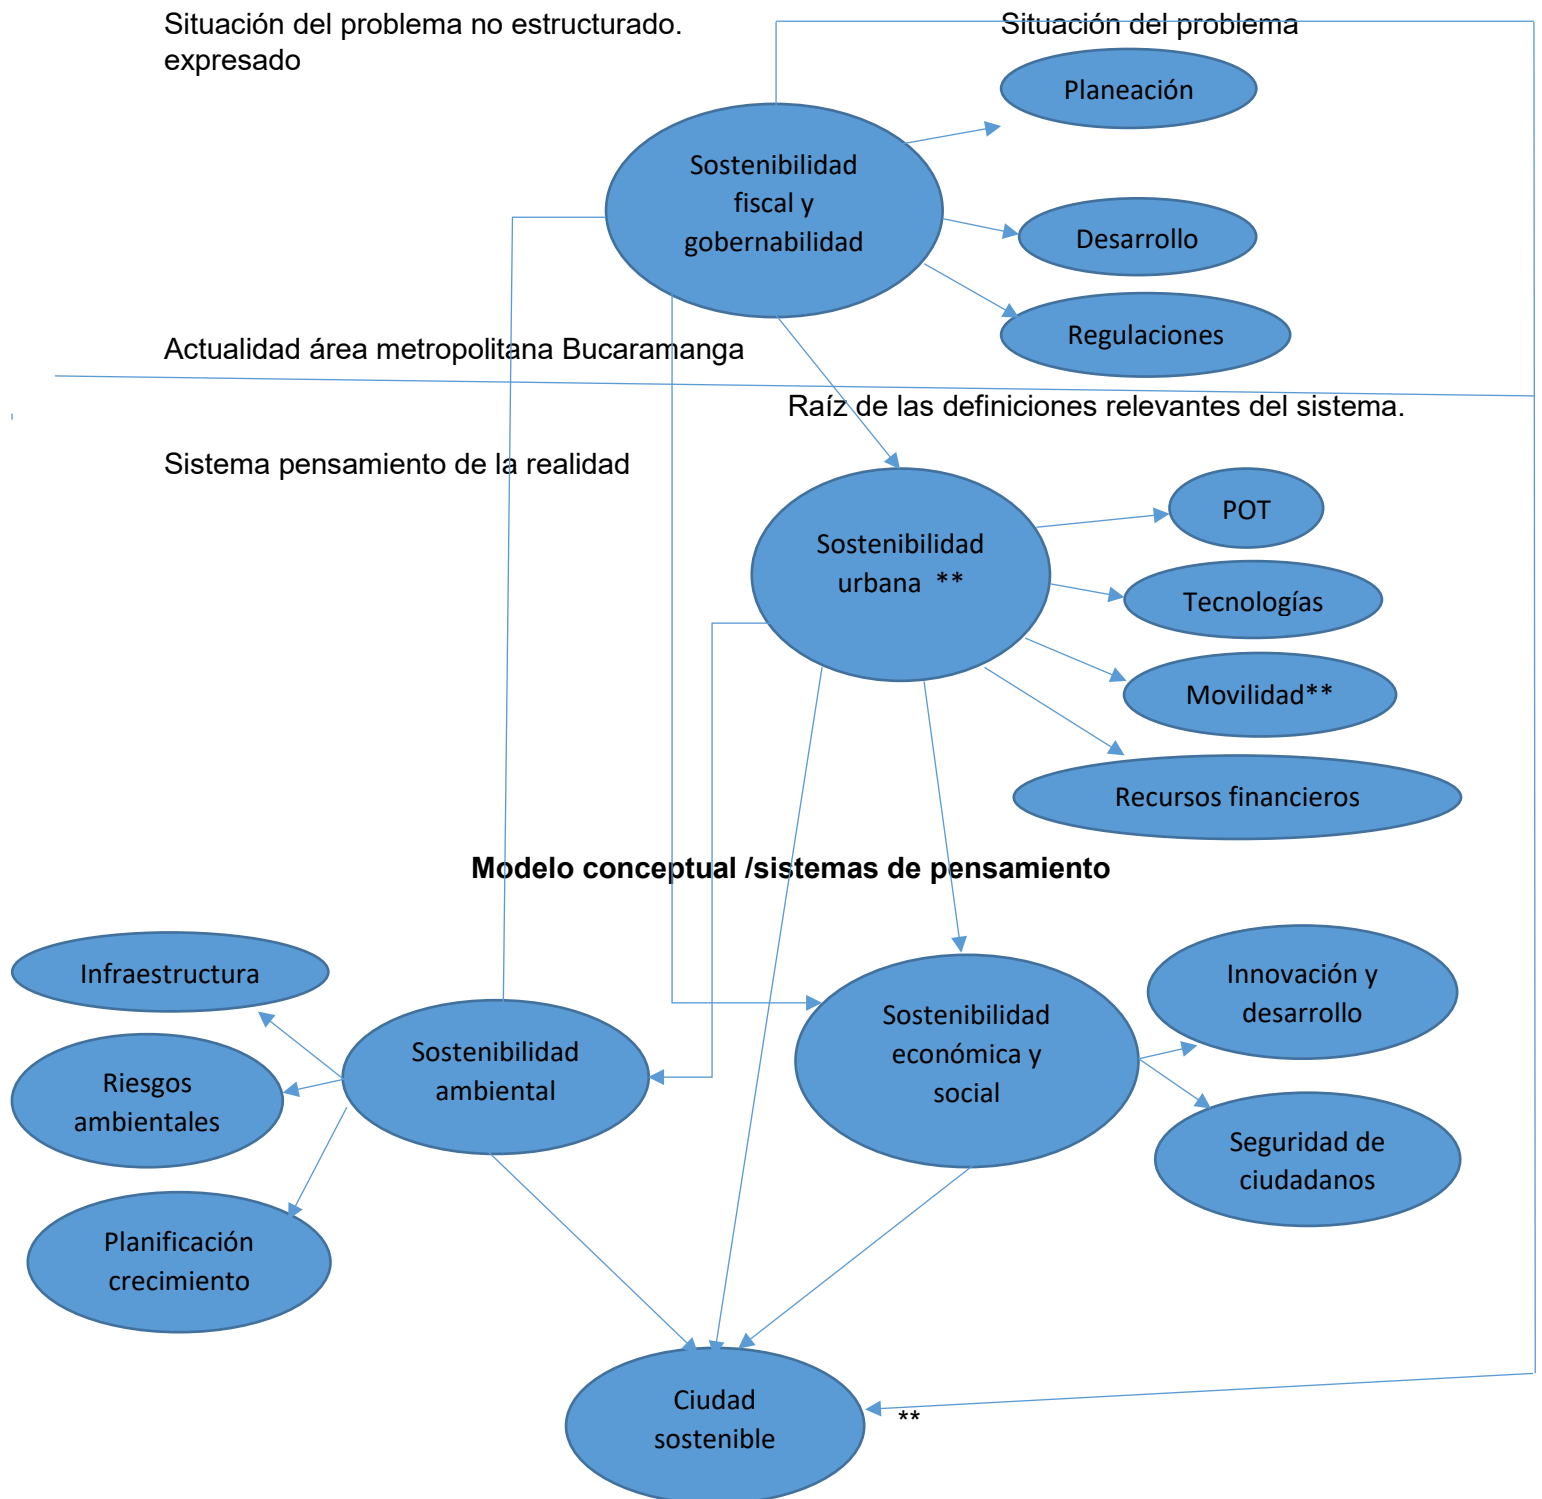 Situación del problema no estructurado. Situación del problema
expresado
Planeación
Sostenibilidad
fiscal y
gobernabilidad
Desarrollo
Regulaciones
Actualidad área metropolitana Bucaramanga
Raíz de las definiciones relevantes del sistema.
Sistema pensamiento de la realidad
POT
Sostenibilidad
urbana **
Tecnologías
Movilidad**
Recursos financieros
Modelo conceptual /sistemas de pensamiento
Infraestructura
Innovación y
desarrollo
Sostenibilidad
económica y
social
Sostenibilidad
ambiental
Riesgos
ambientales
Seguridad de
ciudadanos
Planificación
crecimiento
Ciudad
sostenible
**